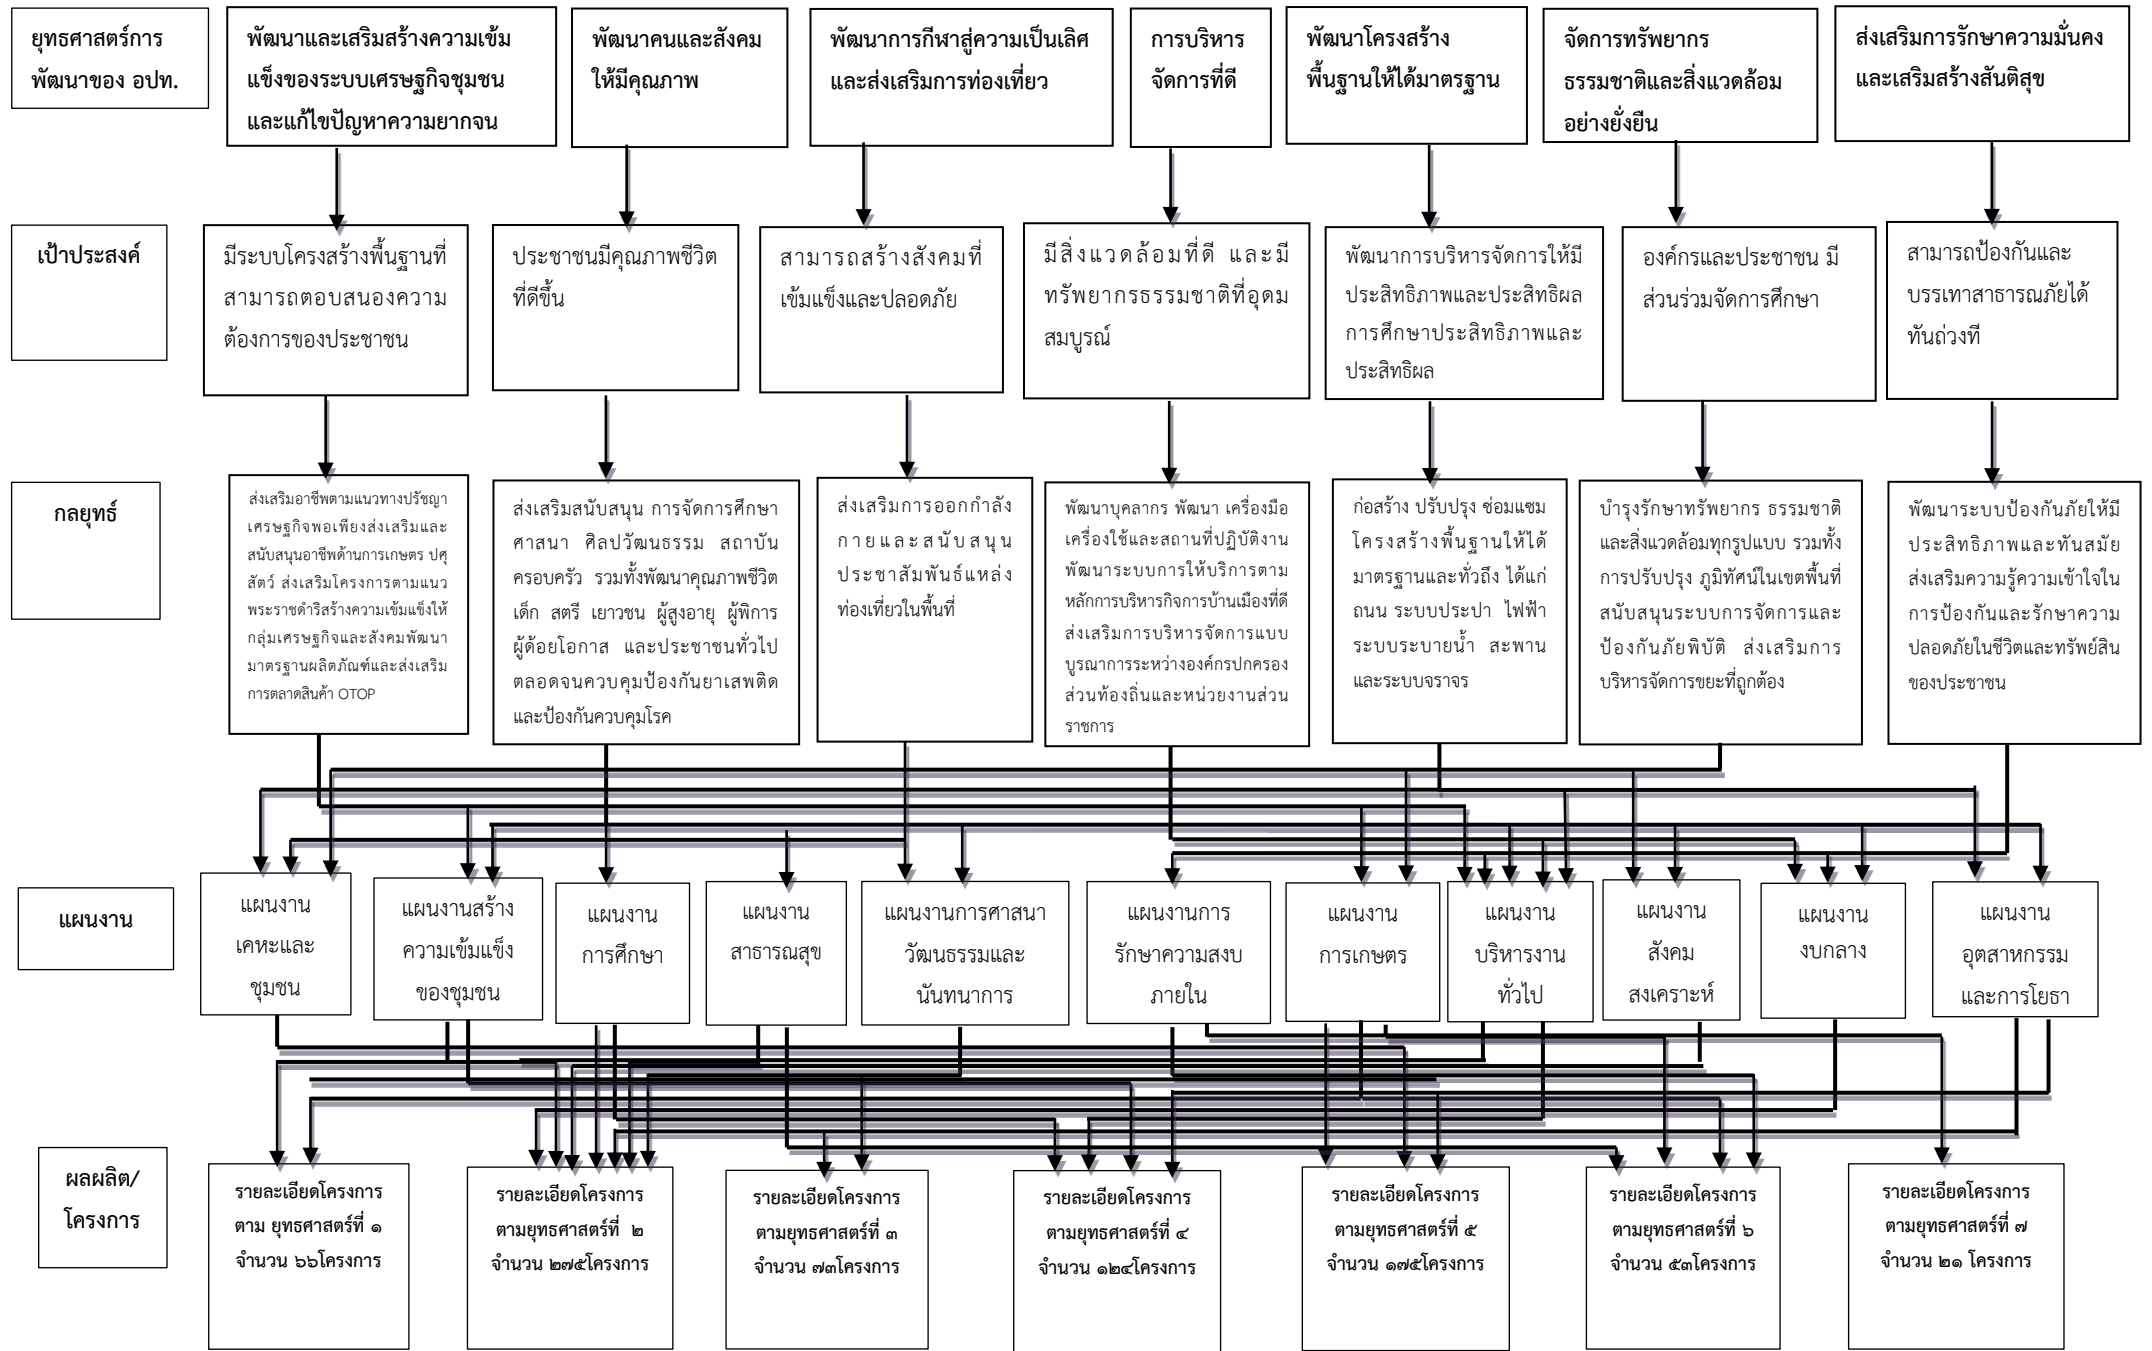 ยุทธศาสตร์การ
พัฒนาของ อปท.
พัฒนาและเสริมสร้างความเข้ม
แข็งของระบบเศรษฐกิจชุมชน
และแก้ไขปัญหาความยากจน
พัฒนาคนและสังคม
ให้มีคุณภาพ
พัฒนาการกีฬาสู่ความเป็นเลิศ
และส่งเสริมการท่องเที่ยว
การบริหาร
จัดการที่ดี
พัฒนาโครงสร้าง
พื้นฐานให้ได้มาตรฐาน
จัดการทรัพยากร
ธรรมชาติและสิ่งแวดล้อม
อย่างยั่งยืน
ส่งเสริมการรักษาความมั่นคง
และเสริมสร้างสันติสุข
เป้าประสงค์
มีระบบโครงสร้างพื้นฐานที่
สามารถตอบสนองความ
ต้องการของประชาชน
ประชาชนมีคุณภาพชีวิต
ที่ดีขึ้น
สามารถสร้างสังคมที่
เข้มแข็งและปลอดภัย
มีสิ่งแวดล้อมที่ดี และมี
ทรัพยากรธรรมชาติที่อุดม
สมบูรณ์
พัฒนาการบริหารจัดการให้มี
ประสิทธิภาพและประสิทธิผล
การศึกษาประสิทธิภาพและ
ประสิทธิผล
องค์กรและประชาชน มี
ส่วนร่วมจัดการศึกษา
สามารถป้องกันและ
บรรเทาสาธารณภัยได้
ทันถ่วงที
กลยุทธ์
ส่งเสริมอาชีพตามแนวทางปรัชญา
เศรษฐกิจพอเพียงส่งเสริมและ
สนับสนุนอาชีพด้านการเกษตร ปศุ
สัตว์ ส่งเสริมโครงการตามแนว
พระราชดำริสร้างความเข้มแข็งให้
กลุ่มเศรษฐกิจและสังคมพัฒนา
มาตรฐานผลิตภัณฑ์และส่งเสริม
การตลาดสินค้า OTOP
ส่งเสริมสนับสนุน การจัดการศึกษา
ศาสนา ศิลปวัฒนธรรม สถาบัน
ครอบครัว รวมทั้งพัฒนาคุณภาพชีวิต
เด็ก สตรี เยาวชน ผู้สูงอายุ ผู้พิการ
ผู้ด้อยโอกาส และประชาชนทั่วไป
ตลอดจนควบคุมป้องกันยาเสพติด
และป้องกันควบคุมโรค
ส่งเสริมการออกกำลัง
กายและสนับสนุน
ประชาสัมพันธ์แหล่ง
ท่องเที่ยวในพื้นที่
พัฒนาบุคลากร พัฒนา เครื่องมือ
เครื่องใช้และสถานที่ปฏิบัติงาน
พัฒนาระบบการให้บริการตาม
หลักการบริหารกิจการบ้านเมืองที่ดี
ส่งเสริมการบริหารจัดการแบบ
บูรณาการระหว่างองค์กรปกครอง
ส่วนท้องถิ่นและหน่วยงานส่วน
ราชการ
ก่อสร้าง ปรับปรุง ซ่อมแซม
โครงสร้างพื้นฐานให้ได้
มาตรฐานและทั่วถึง ได้แก่
ถนน ระบบประปา ไฟฟ้า
ระบบระบายน้ำ สะพาน
และระบบจราจร
บำรุงรักษาทรัพยากร ธรรมชาติ
และสิ่งแวดล้อมทุกรูปแบบ รวมทั้ง
การปรับปรุง ภูมิทัศน์ในเขตพื้นที่
สนับสนุนระบบการจัดการและ
ป้องกันภัยพิบัติ ส่งเสริมการ
บริหารจัดการขยะที่ถูกต้อง
พัฒนาระบบป้องกันภัยให้มี
ประสิทธิภาพและทันสมัย
ส่งเสริมความรู้ความเข้าใจใน
การป้องกันและรักษาความ
ปลอดภัยในชีวิตและทรัพย์สิน
ของประชาชน
แผนงาน
แผนงาน
เคหะและ
ชุมชน
แผนงานสร้าง
ความเข้มแข็ง
ของชุมชน
แผนงาน
การศึกษา
แผนงาน
สาธารณสุข
แผนงานการศาสนา
วัฒนธรรมและ
นันทนาการ
แผนงานการ
รักษาความสงบ
ภายใน
แผนงาน
การเกษตร
แผนงาน
บริหารงาน
ทั่วไป
แผนงาน
สังคม
สงเคราะห์
แผนงาน
งบกลาง
แผนงาน
อุตสาหกรรม
และการโยธา
ผลผลิต/
โครงการ
รายละเอียดโครงการ
ตาม ยุทธศาสตร์ที่ ๑
จำนวน ๖๖โครงการ
รายละเอียดโครงการ
ตามยุทธศาสตร์ที่ ๒
จำนวน ๒๗๕โครงการ
รายละเอียดโครงการ
ตามยุทธศาสตร์ที่ ๓
จำนวน ๗๓โครงการ
รายละเอียดโครงการ
ตามยุทธศาสตร์ที่ ๔
จำนวน ๑๒๔โครงการ
รายละเอียดโครงการ
ตามยุทธศาสตร์ที่ ๕
จำนวน ๑๗๕โครงการ
รายละเอียดโครงการ
ตามยุทธศาสตร์ที่ ๖
จำนวน ๕๓โครงการ
รายละเอียดโครงการ
ตามยุทธศาสตร์ที่ ๗
จำนวน ๒๑ โครงการ